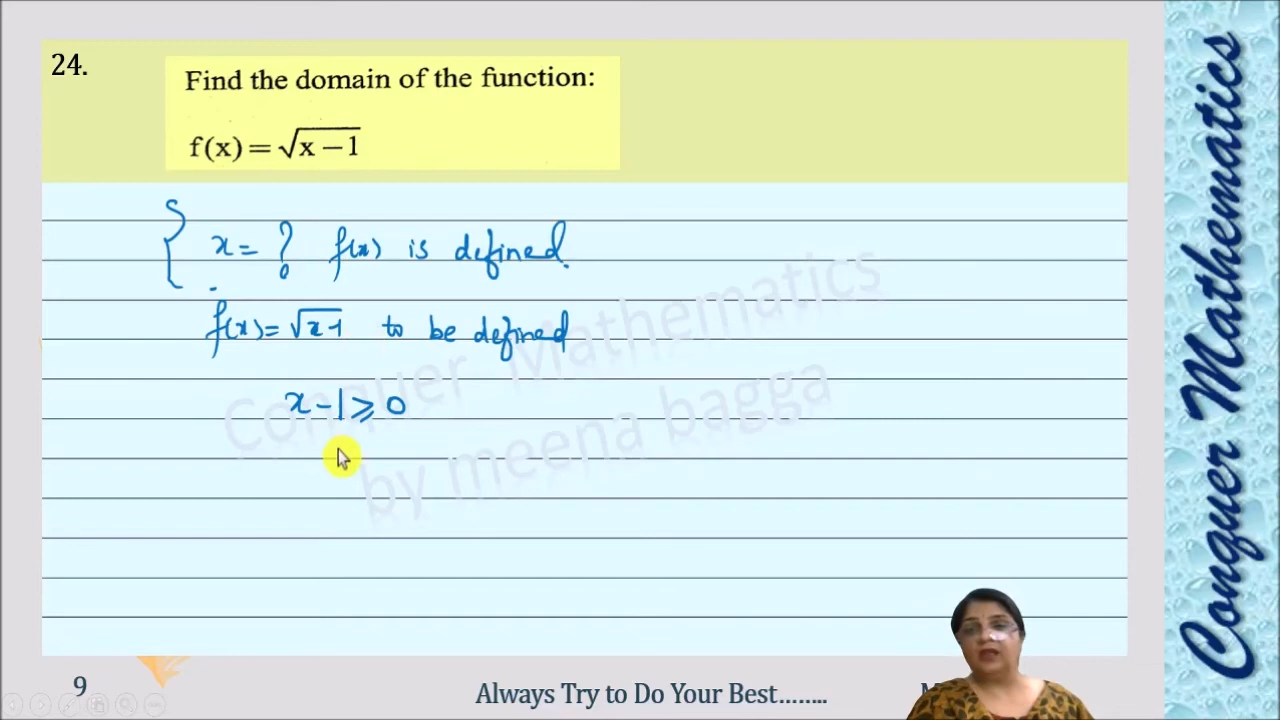 24.
Find the domain of the function:
f(x) = √x − 1
x = ? f(x) is defined.
f(x) = √x-1 to be defined
x - 1 ⩾ 0
Conquer Mathematics
by meena bagga
9
Always Try to Do Your Best........
M
Conquer Mathematics